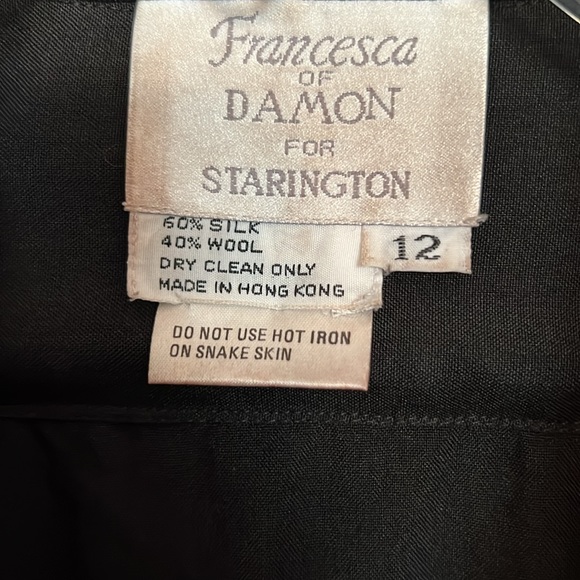 Francesca
OF
DAMON
FOR
STARINGTON
60% SILK
40% WOOL
DRY CLEAN ONLY
MADE IN HONG KONG
12
DO NOT USE HOT IRON
ON SNAKE SKIN